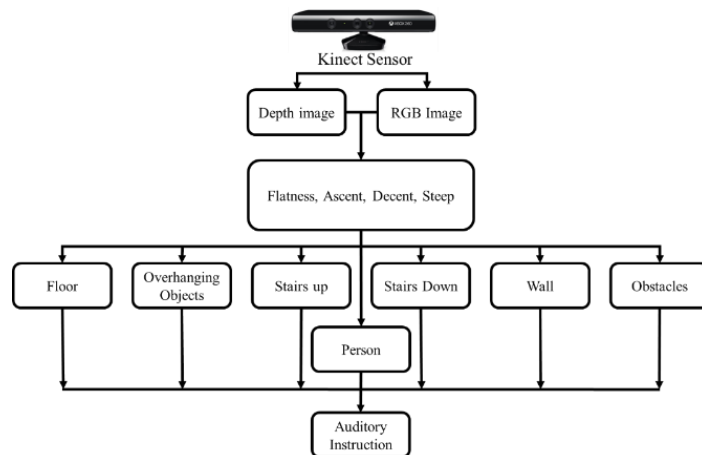 XBOX 360
Kinect Sensor
Depth image
RGB Image
Flatness, Ascent, Decent, Steep
Floor
Overhanging
Objects
Stairs up
Stairs Down
Wall
Obstacles
Person
Auditory
Instruction